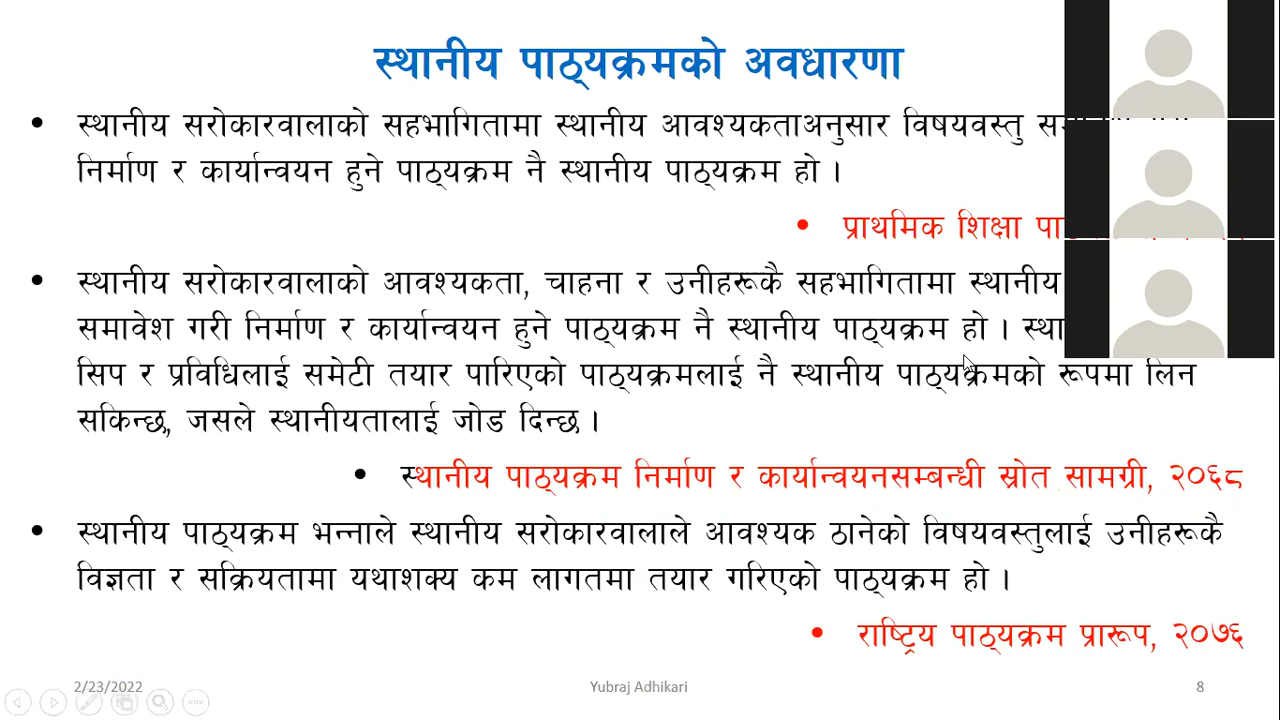 स्थानीय पाठ्यक्रमको अवधारणा
• स्थानीय सरोकारवालाको सहभागितामा स्थानीय आवश्यकताअनुसार विषयवस्तु
निर्माण र कार्यान्वयन हुने पाठ्यक्रम नै स्थानीय पाठ्यक्रम हो ।
• प्राथमिक शिक्षा
• स्थानीय सरोकारवालाको आवश्यकता, चाहना र उनीहरूकै सहभागितामा स्थानीय
समावेश गरी निर्माण र कार्यान्वयन हुने पाठ्यक्रम नै स्थानीय पाठ्यक्रम हो ।
सिप र प्रविधिलाई समेटी तयार पारिएको पाठ्यक्रमलाई नै स्थानीय पाठ्यक्रमको रूपमा लिन
सकिन्छ, जसले स्थानीयतालाई जोड दिन्छ ।
• स्थानीय पाठ्यक्रम निर्माण र कार्यान्वयनसम्बन्धी स्रोत सामग्री, २०६८
• स्थानीय पाठ्यक्रम भन्नाले स्थानीय सरोकारवालाले आवश्यक ठानेको विषयवस्तुलाई उनीहरूकै
विज्ञता र सक्रियतामा यथाशक्य कम लागतमा तयार गरिएको पाठ्यक्रम हो ।
• राष्ट्रिय पाठ्यक्रम प्रारूप, २०७६
2/23/2022 Yubraj Adhikari 8